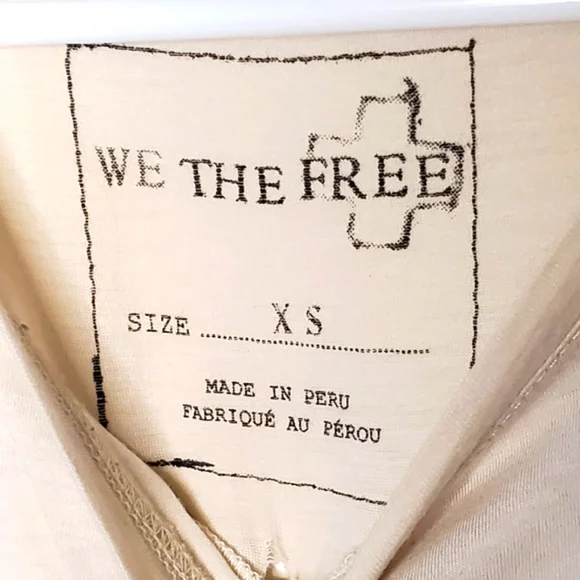 WE THE FREE
SIZE ........................ XS
MADE IN PERU
FABRIQUÉ AU PÉROU